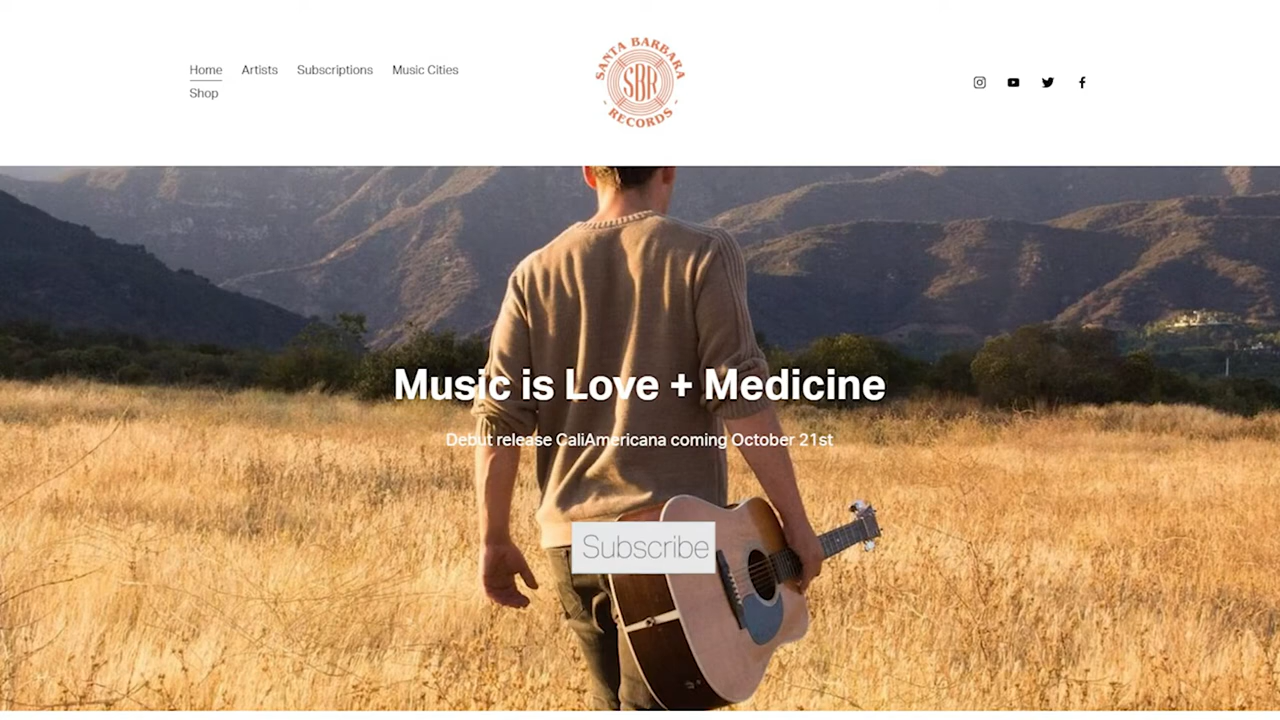 Home Artists Subscriptions Music Cities
Shop
SANTA BARBARA
SBR
- RECORDS -
Music is Love + Medicine
Debut release CaliAmericana coming October 21st
Subscribe